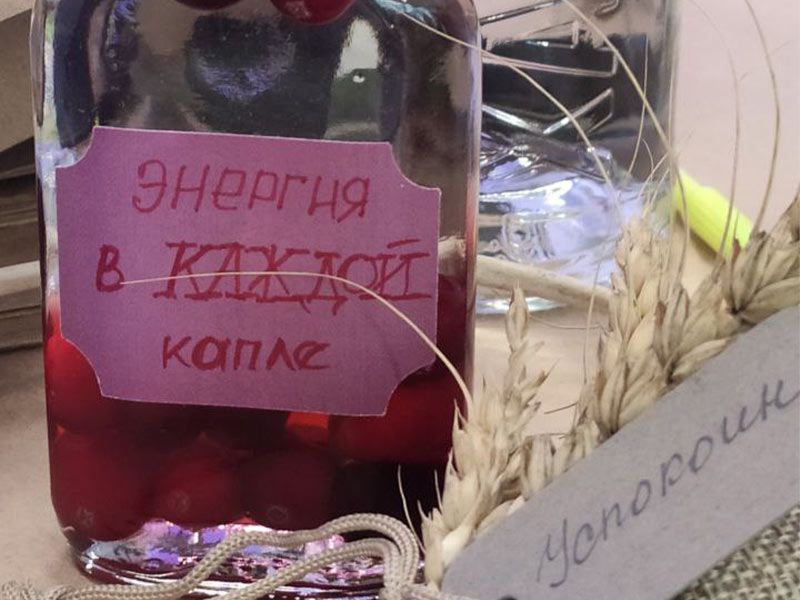 Энергия
в каждой
капле
Успокоин